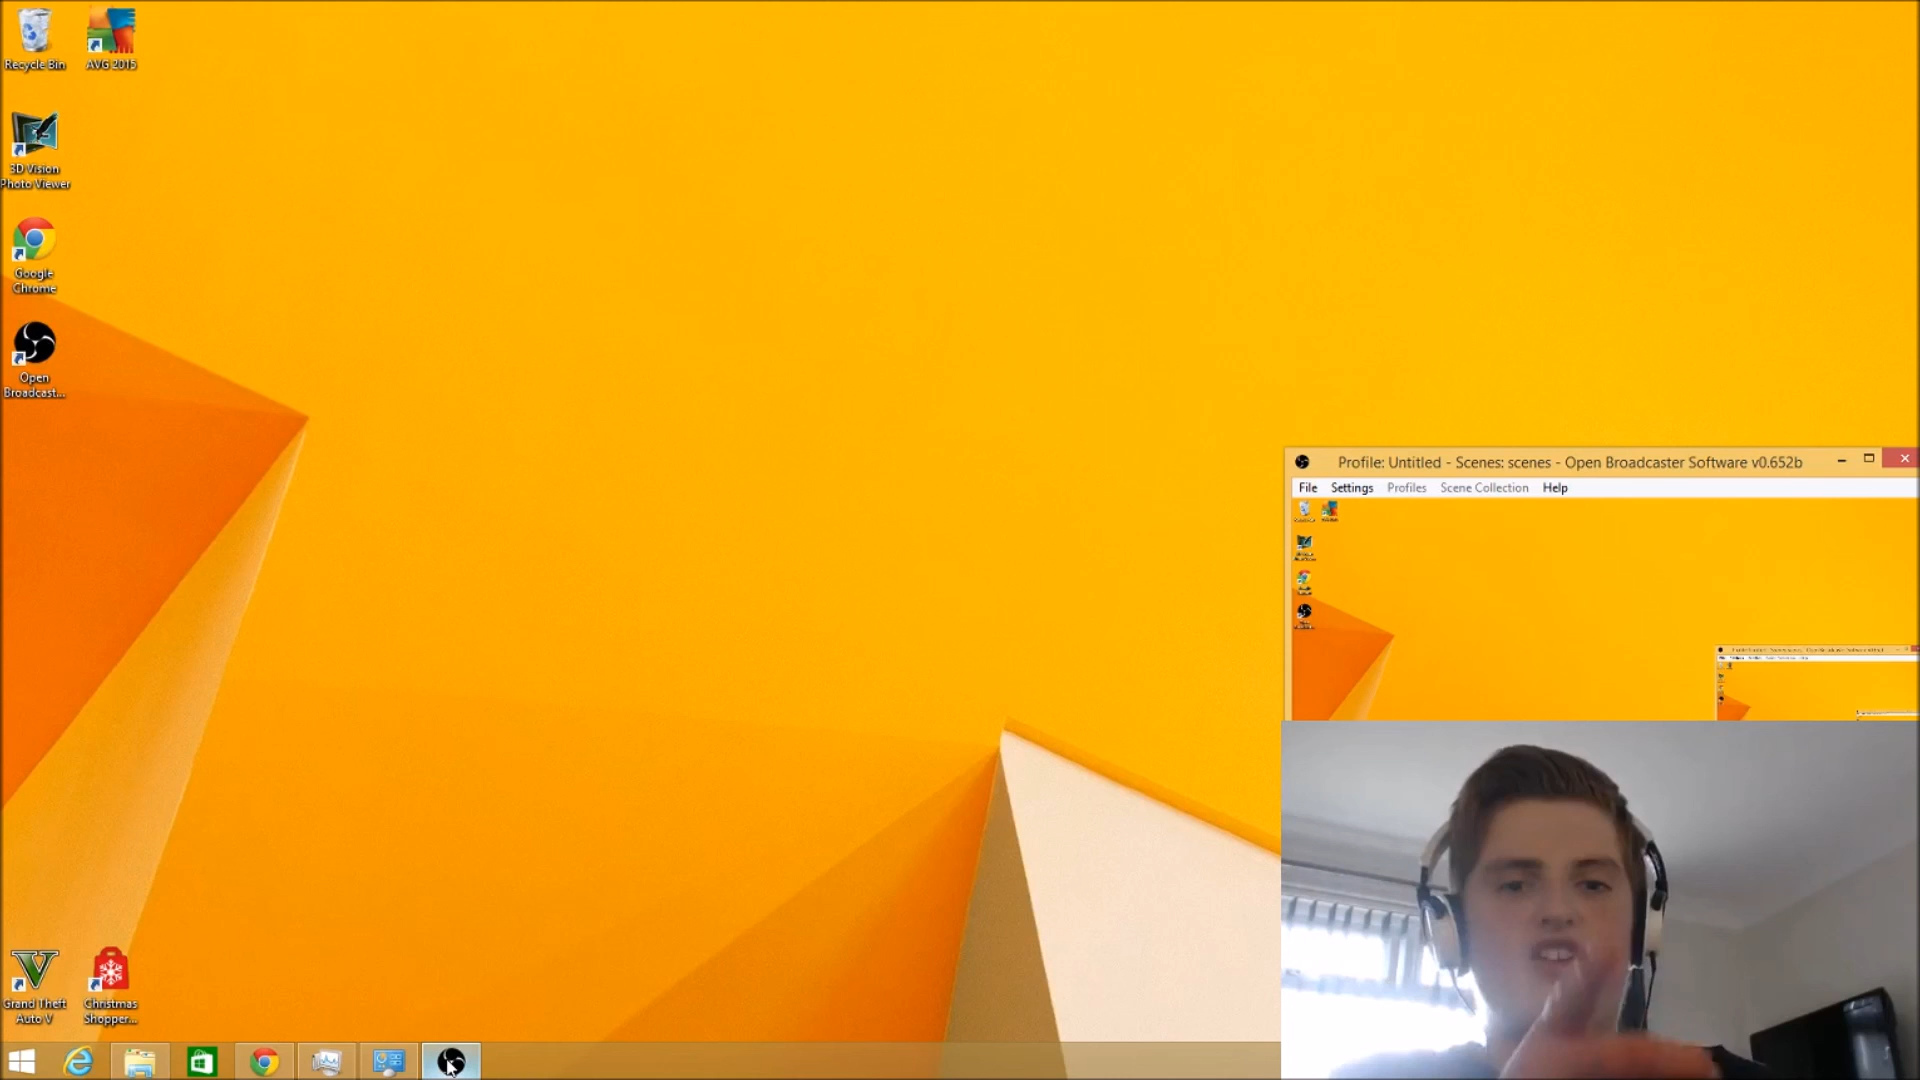 Recycle Bin
AVG 2015
3D Vision
Photo Viewer
Google
Chrome
Open
Broadcast...
Profile: Untitled - Scenes: scenes - Open Broadcaster Software v0.652b
File Settings Profiles Scene Collection Help
Grand Theft
Auto V
Christmas
Shopper...